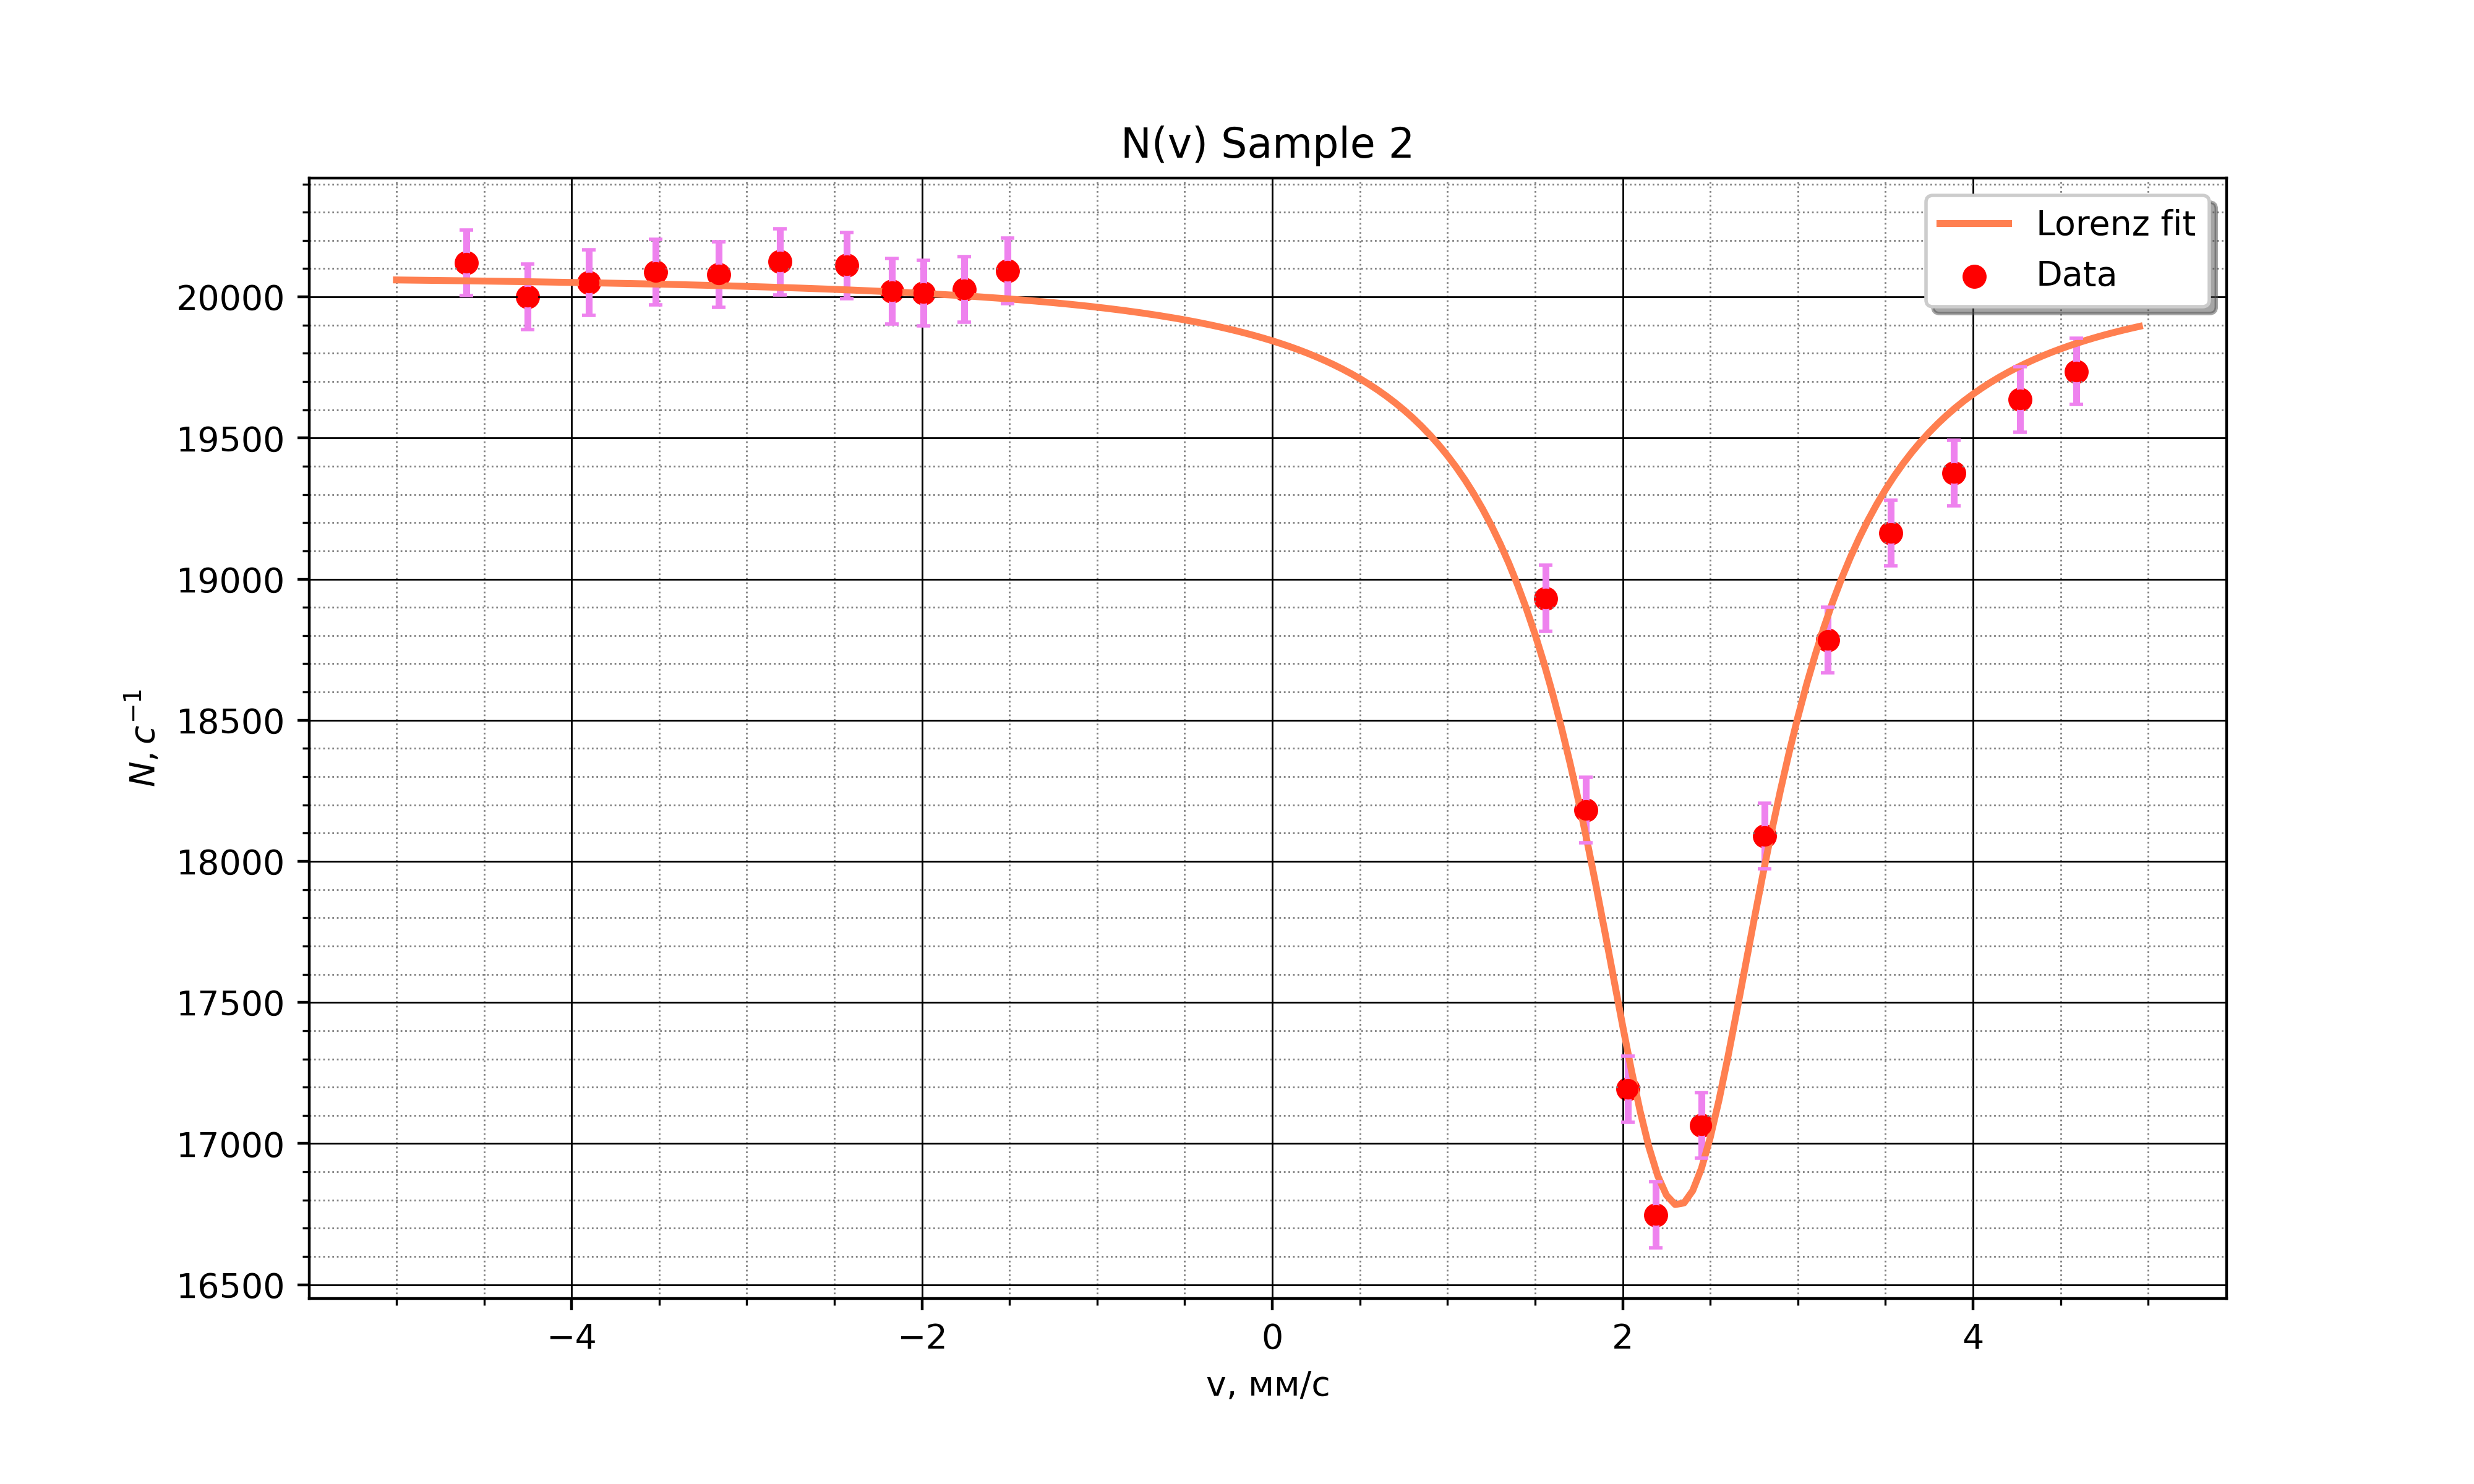 N(v) Sample 2
Lorenz fit
Data
20000
19500
19000
18500
18000
17500
17000
16500
N, c⁻¹
−4
−2
0
2
4
v, мм/с